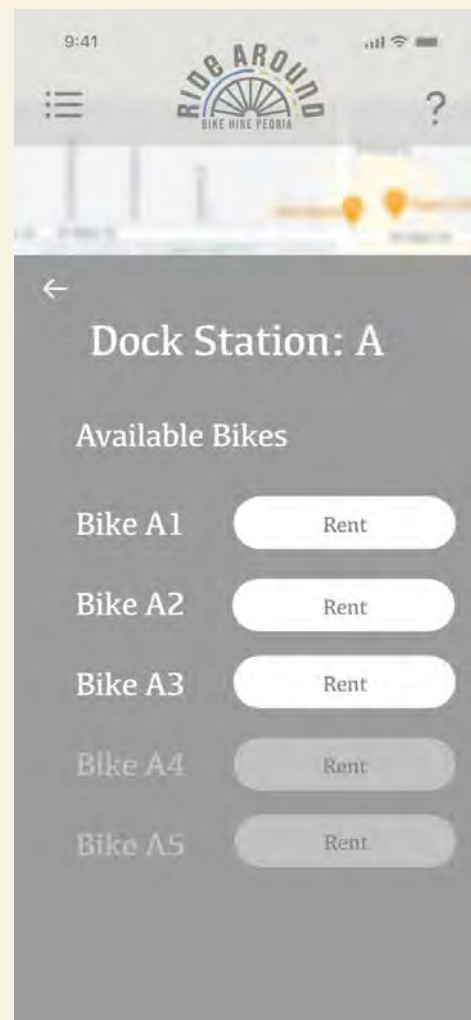 9:41
RIDE AROUND
BIKE HIRE PEORIA
?
Dock Station: A
Available Bikes
Bike A1 Rent
Bike A2 Rent
Bike A3 Rent
Bike A4 Rent
Bike A5 Rent